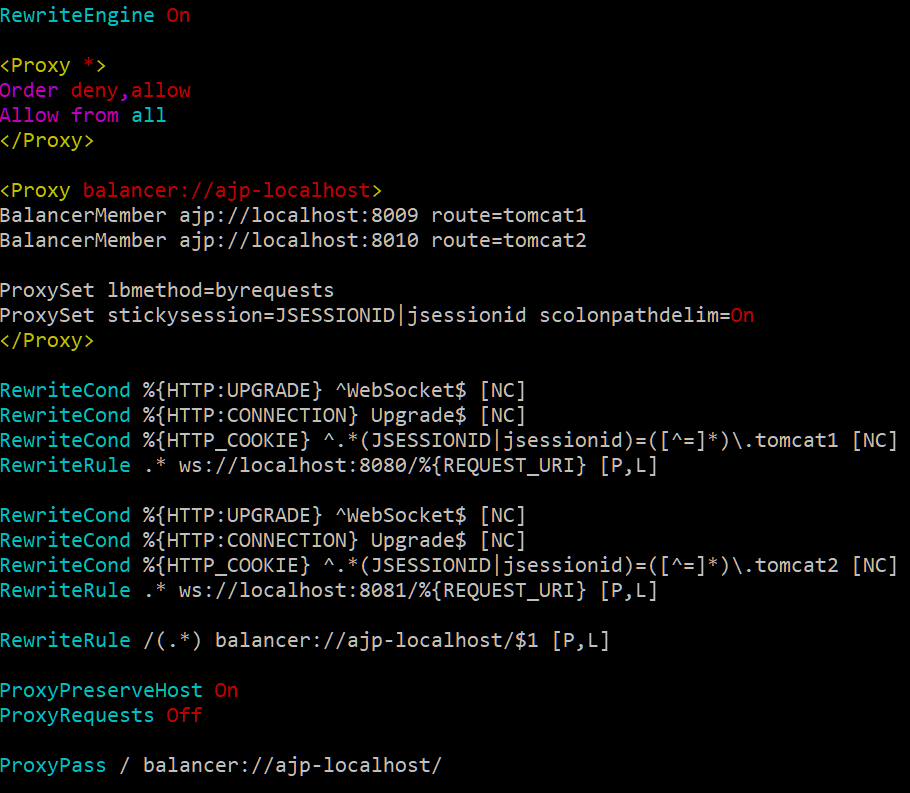 RewriteEngine On
<Proxy *>
Order deny,allow
Allow from all
</Proxy>
<Proxy balancer://ajp-localhost>
BalancerMember ajp://localhost:8009 route=tomcat1
BalancerMember ajp://localhost:8010 route=tomcat2
ProxySet lbmethod=byrequests
ProxySet stickysession=JSESSIONID|jsessionid scolonpathdelim=On
</Proxy>
RewriteCond %{HTTP:UPGRADE} ^WebSocket$ [NC]
RewriteCond %{HTTP:CONNECTION} Upgrade$ [NC]
RewriteCond %{HTTP_COOKIE} ^.*(JSESSIONID|jsessionid)=([^=]*)\.tomcat1 [NC]
RewriteRule .* ws://localhost:8080/%{REQUEST_URI} [P,L]
RewriteCond %{HTTP:UPGRADE} ^WebSocket$ [NC]
RewriteCond %{HTTP:CONNECTION} Upgrade$ [NC]
RewriteCond %{HTTP_COOKIE} ^.*(JSESSIONID|jsessionid)=([^=]*)\.tomcat2 [NC]
RewriteRule .* ws://localhost:8081/%{REQUEST_URI} [P,L]
RewriteRule /(.*) balancer://ajp-localhost/$1 [P,L]
ProxyPreserveHost On
ProxyRequests Off
ProxyPass / balancer://ajp-localhost/